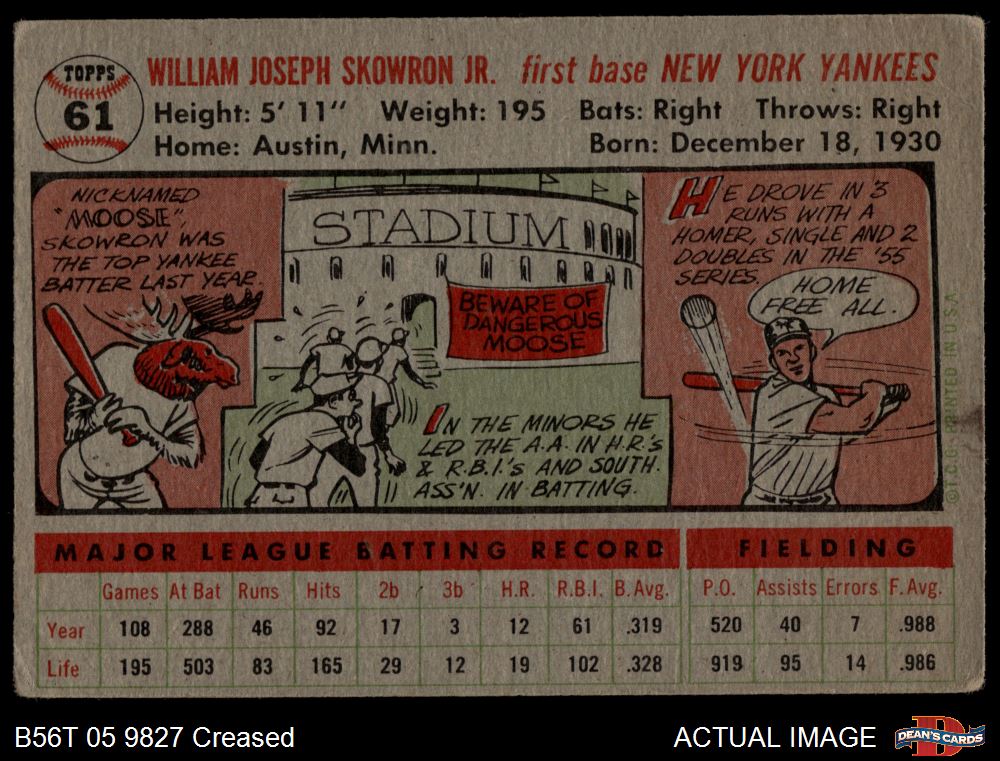 TOPPS
61
WILLIAM JOSEPH SKOWRON JR. first base NEW YORK YANKEES
Height: 5' 11" Weight: 195 Bats: Right Throws: Right
Home: Austin, Minn. Born: December 18, 1930
NICKNAMED
"MOOSE",
SKOWRON WAS
THE TOP YANKEE
BATTER LAST YEAR.
STADIUM
BEWARE OF
DANGEROUS
MOOSE
IN THE MINORS HE
LED THE A.A. IN H.R.'s
& R.B.I.'s AND SOUTH.
ASS'N. IN BATTING.
HE DROVE IN 3
RUNS WITH A
HOMER, SINGLE AND 2
DOUBLES IN THE '55
SERIES.
HOME
FREE ALL.
©T.C.G. PRINTED IN U.S.A.
MAJOR LEAGUE BATTING RECORD FIELDING
Games At Bat Runs Hits 2b 3b H.R. R.B.I. B. Avg. P.O. Assists Errors F. Avg.
Year 108 288 46 92 17 3 12 61 .319 520 40 7 .988
Life 195 503 83 165 29 12 19 102 .328 919 95 14 .986
B56T 05 9827 Creased ACTUAL IMAGE
D
DEAN'S CARDS